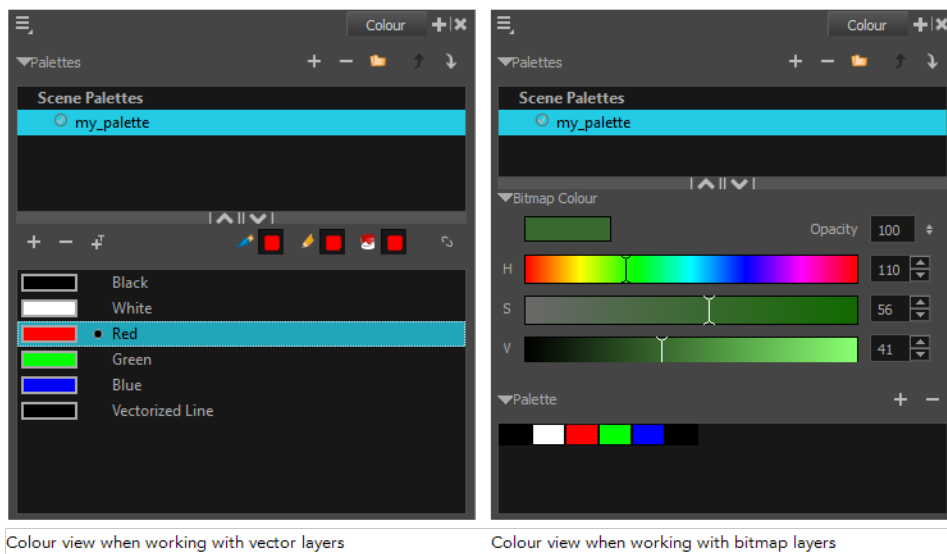 Colour
Palettes
Scene Palettes
my_palette
Black
White
Red
Green
Blue
Vectorized Line
Colour view when working with vector layers
Colour
Palettes
Scene Palettes
my_palette
Bitmap Colour
Opacity 100
H 110
S 56
V 41
Palette
Colour view when working with bitmap layers